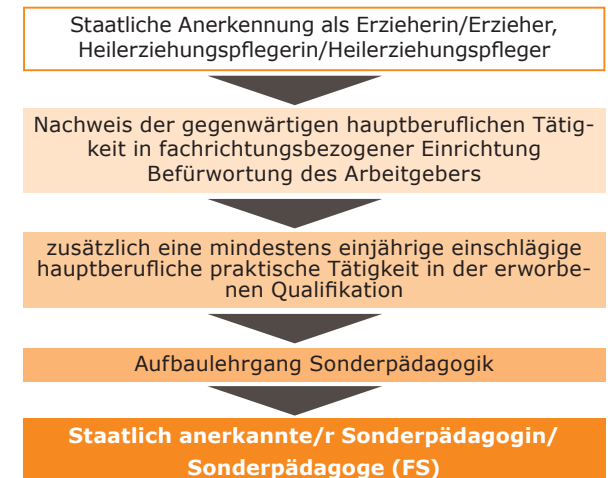 Staatliche Anerkennung als Erzieherin/Erzieher,
Heilerziehungspflegerin/Heilerziehungspfleger
Nachweis der gegenwärtigen hauptberuflichen Tätig-
keit in fachrichtungsbezogener Einrichtung
Befürwortung des Arbeitgebers
zusätzlich eine mindestens einjährige einschlägige
hauptberufliche praktische Tätigkeit in der erworbe-
nen Qualifikation
Aufbaulehrgang Sonderpädagogik
Staatlich anerkannte/r Sonderpädagogin/
Sonderpädagoge (FS)